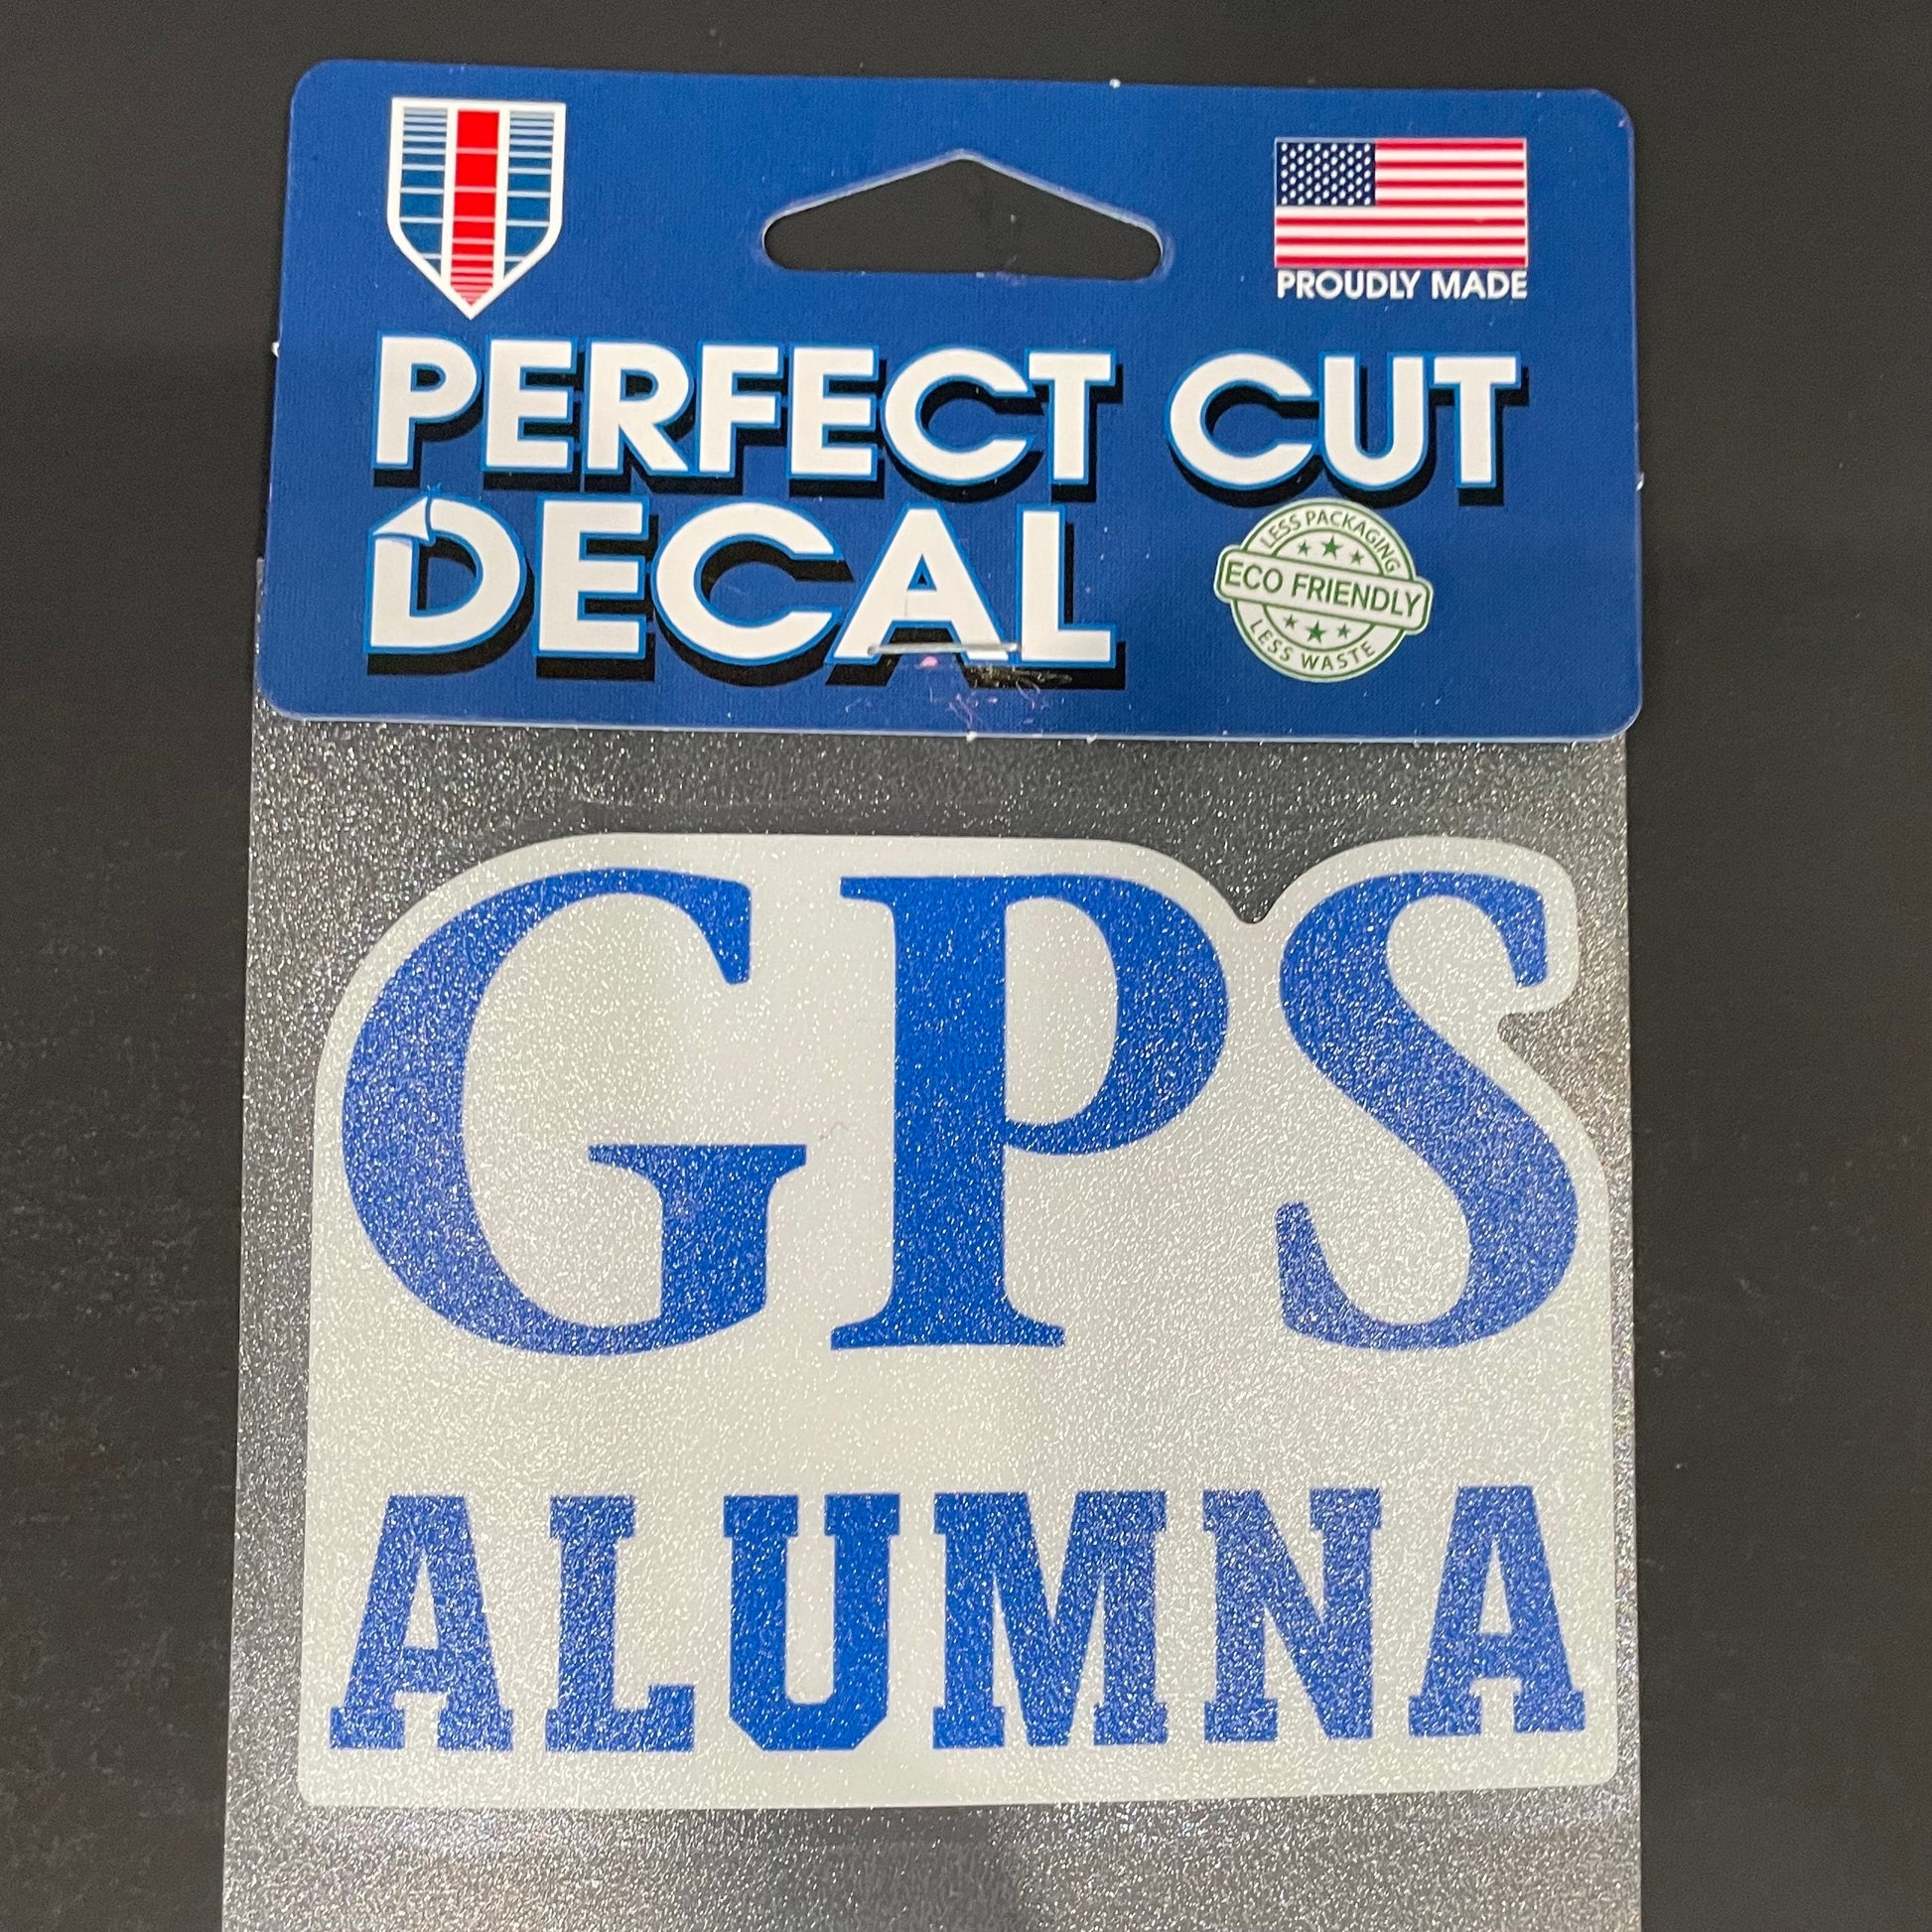 PROUDLY MADE
PERFECT CUT
DECAL
LESS PACKAGING
ECO FRIENDLY
LESS WASTE
GPS
ALUMNA